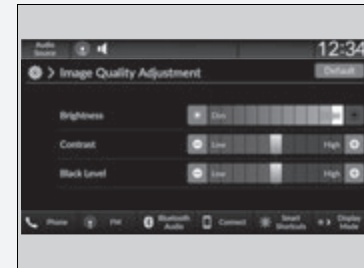 Audio Source
12:34
> Image Quality Adjustment
Default
Brightness
Dim
Contrast
Low
High
Black Level
Low
High
Phone
FM
Bluetooth Audio
Connect
Smart Shortcuts
Display Mode